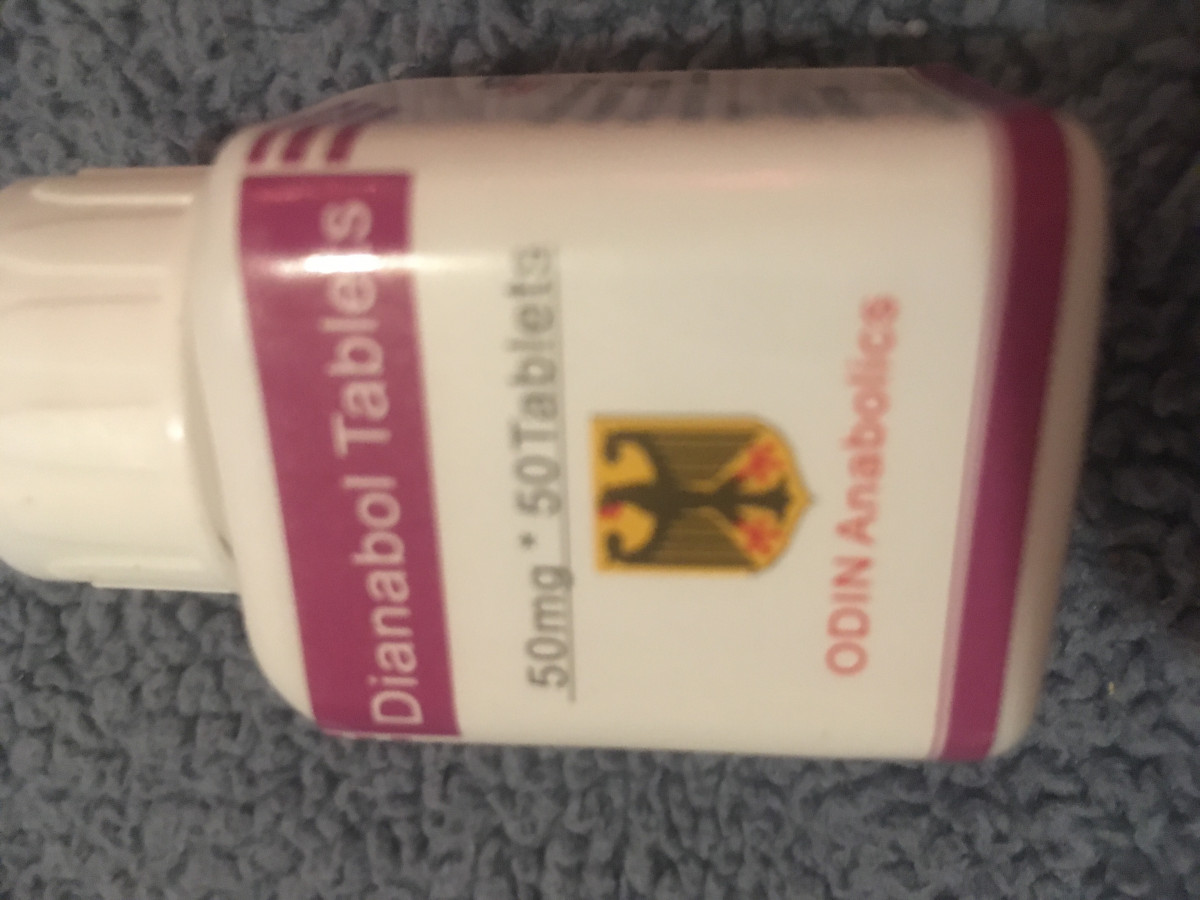 Dianabol Tablets
50mg * 50Tablets
ODIN Anabolics